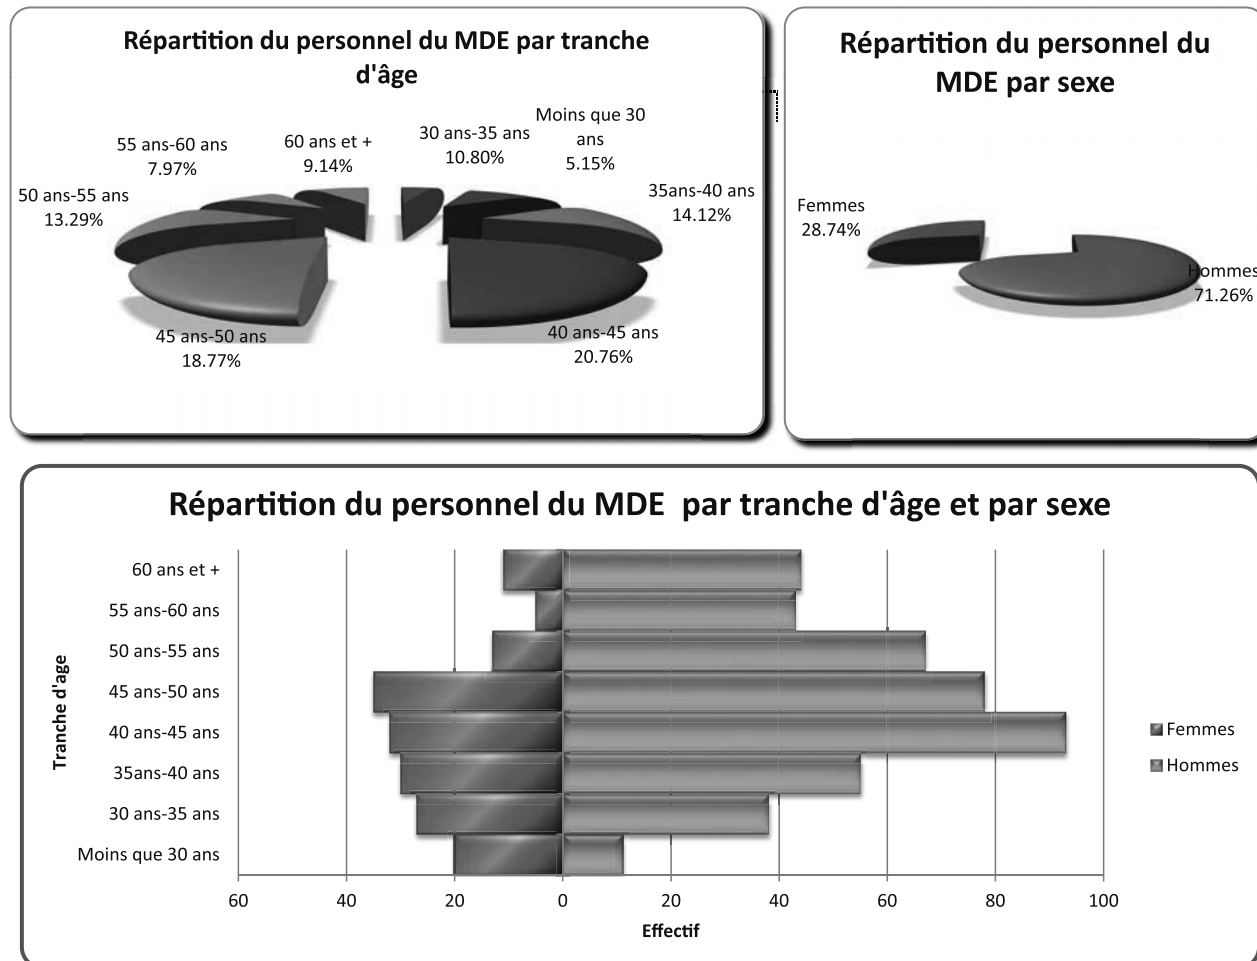 Répartition du personnel du MDE par tranche
d'âge
Moins que 30
ans
5.15%
30 ans-35 ans
10.80%
60 ans et +
9.14%
55 ans-60 ans
7.97%
50 ans-55 ans
13.29%
35ans-40 ans
14.12%
45 ans-50 ans
18.77%
40 ans-45 ans
20.76%
Répartition du personnel du
MDE par sexe
Femmes
28.74%
Hommes
71.26%
Répartition du personnel du MDE  par tranche d'âge et par sexe
Tranche d'age
60 ans et +
55 ans-60 ans
50 ans-55 ans
45 ans-50 ans
40 ans-45 ans
35ans-40 ans
30 ans-35 ans
Moins que 30 ans
60 40 20 0 20 40 60 80 100
Effectif
Femmes
Hommes